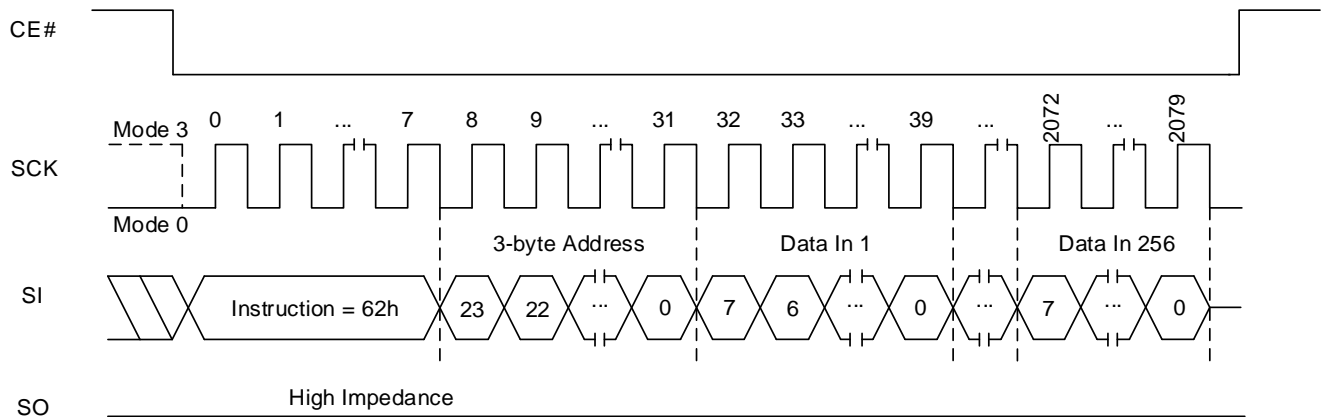 CE#
0 1 ... 7 8 9 ... 31 32 33 ... 39 ... 2072 ... 2079
Mode 3
SCK
Mode 0
3-byte Address Data In 1 Data In 256
SI
Instruction = 62h 23 22 ... 0 7 6 ... 0 ... 7 ... 0
High Impedance
SO